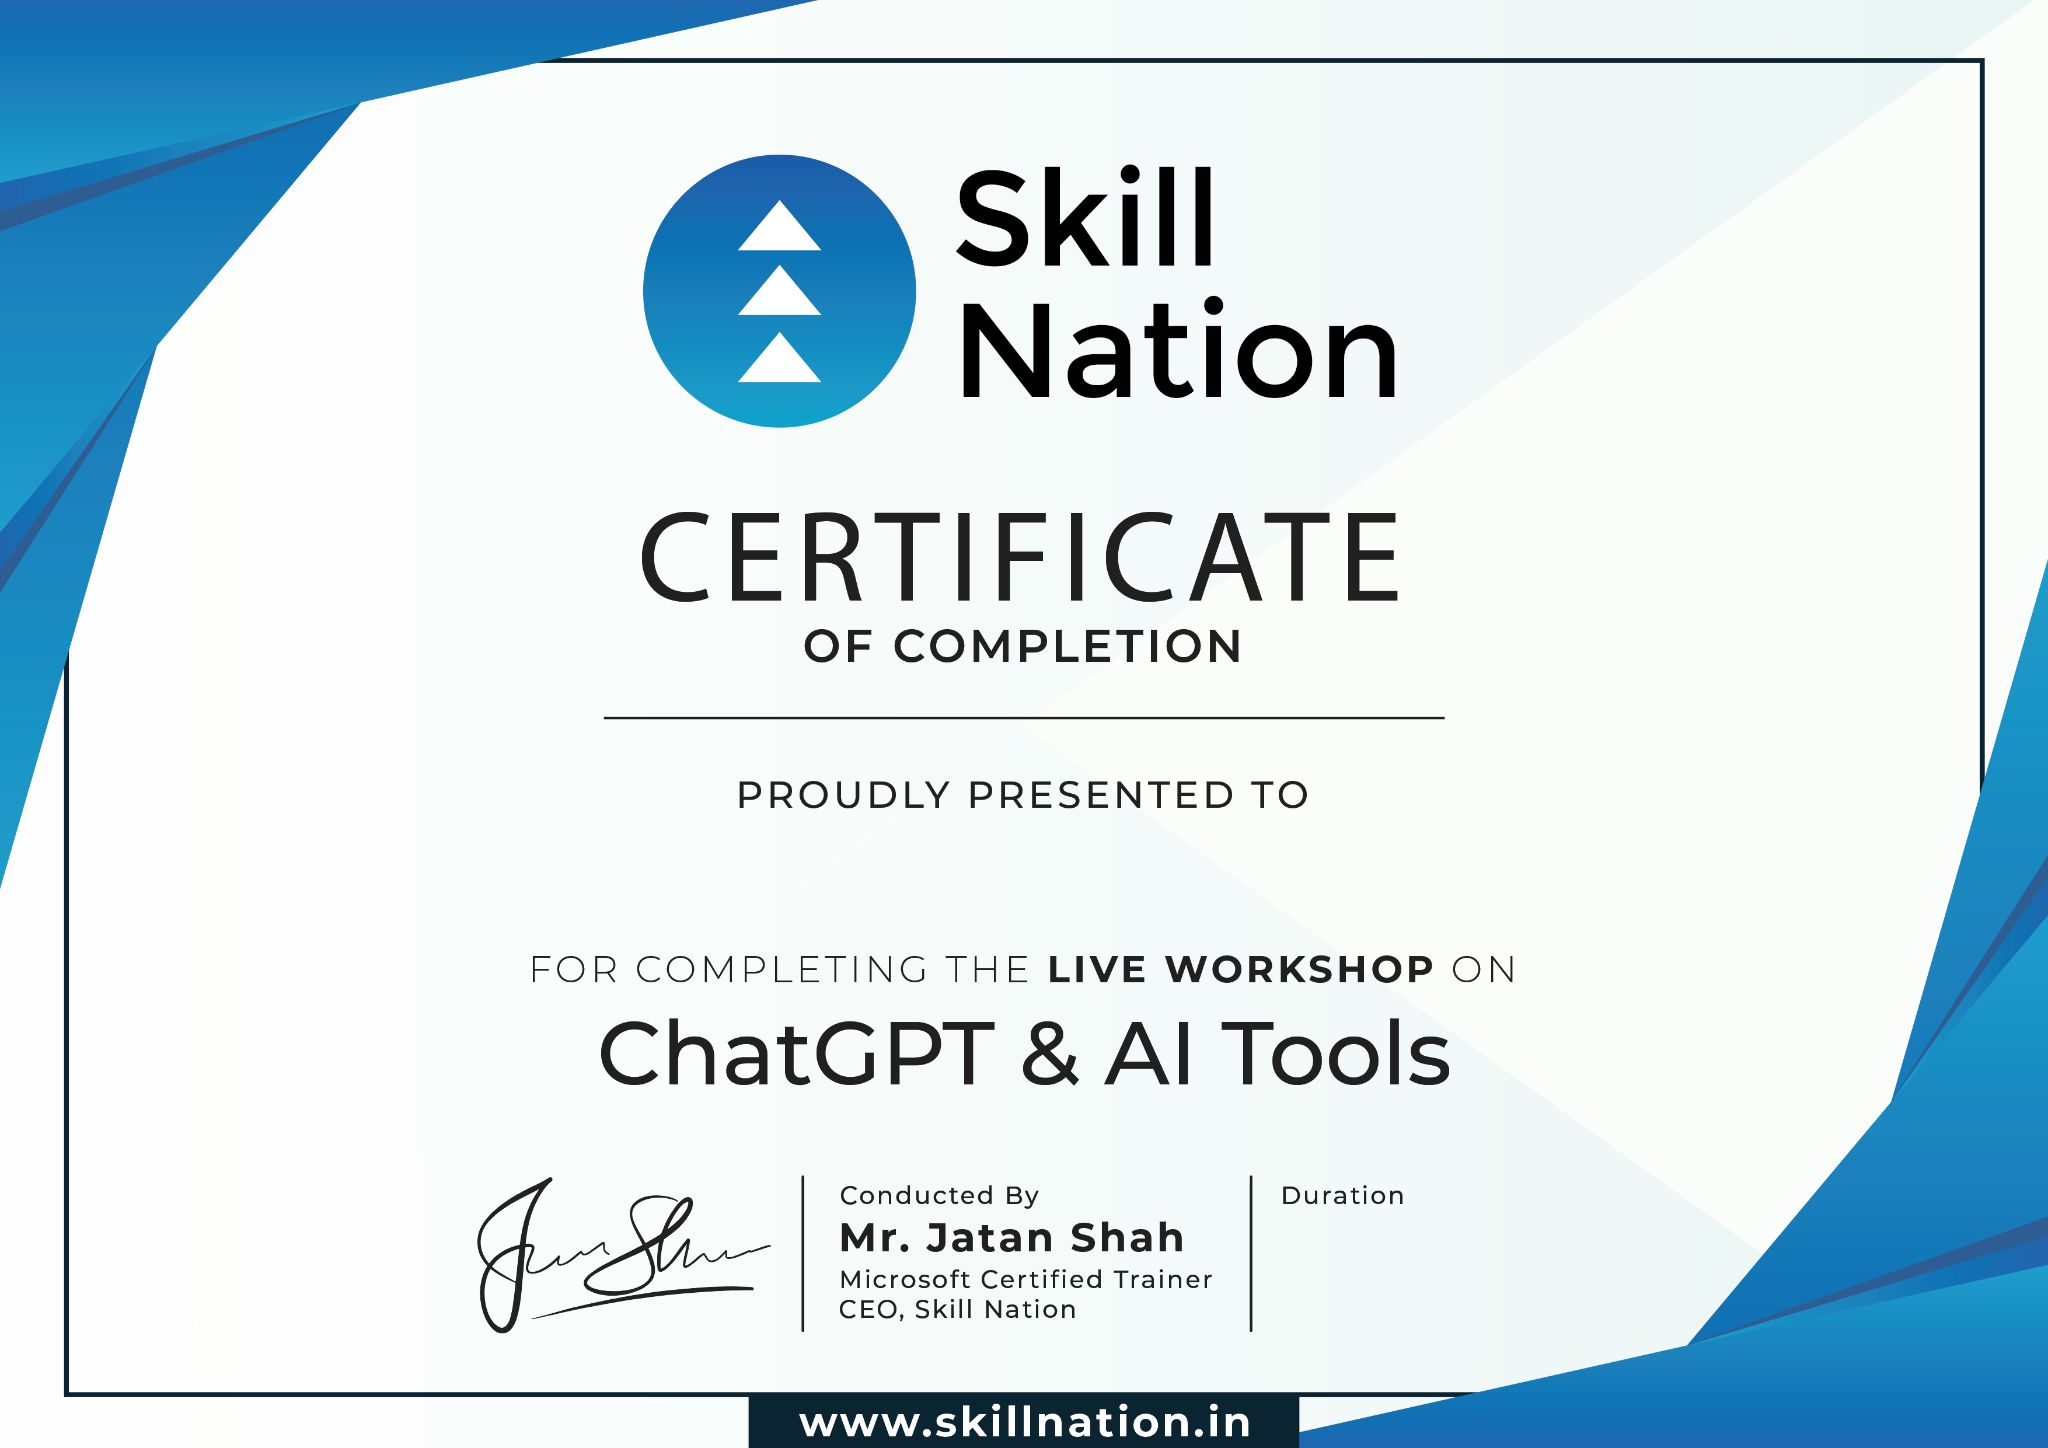 Skill
Nation
CERTIFICATE
OF COMPLETION
PROUDLY PRESENTED TO
FOR COMPLETING THE LIVE WORKSHOP ON
ChatGPT & AI Tools
Conducted By
Mr. Jatan Shah
Microsoft Certified Trainer
CEO, Skill Nation
Duration
www.skillnation.in